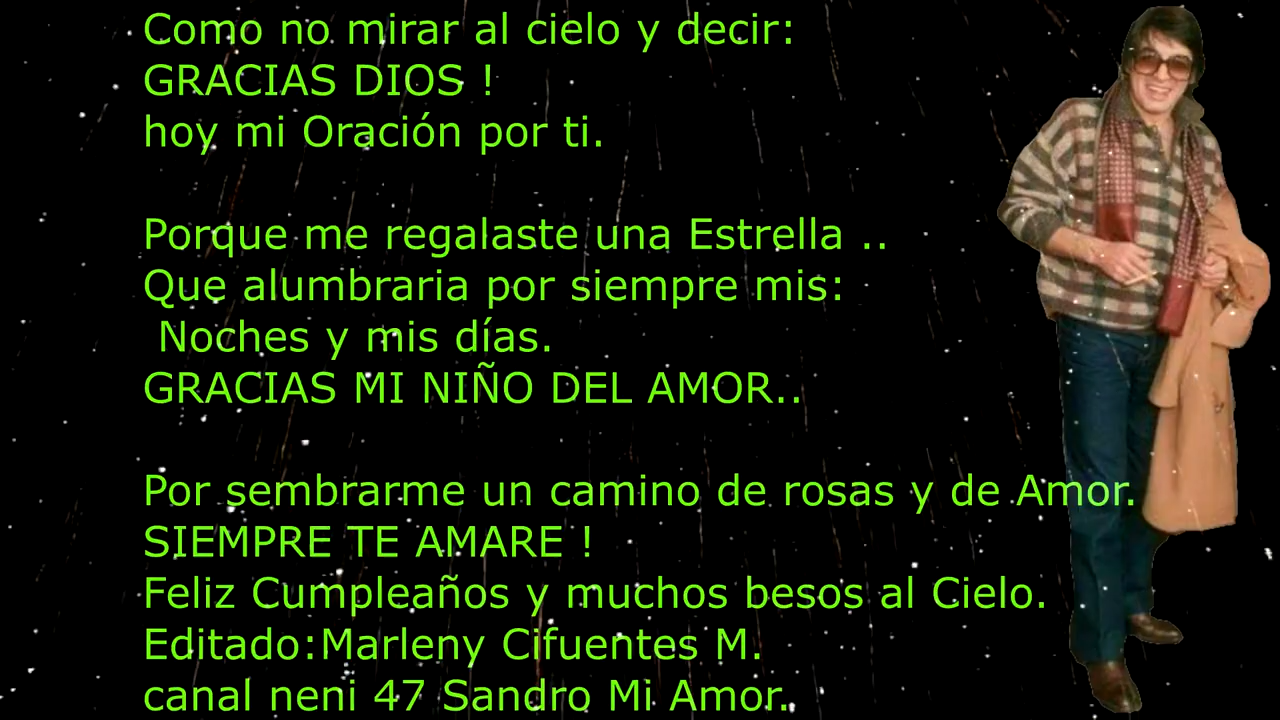 Como no mirar al cielo y decir:
GRACIAS DIOS !
hoy mi Oración por ti.
Porque me regalaste una Estrella ..
Que alumbraria por siempre mis:
Noches y mis días.
GRACIAS MI NIÑO DEL AMOR..
Por sembrarme un camino de rosas y de Amor.
SIEMPRE TE AMARE !
Feliz Cumpleaños y muchos besos al Cielo.
Editado:Marleny Cifuentes M.
canal neni 47 Sandro Mi Amor.